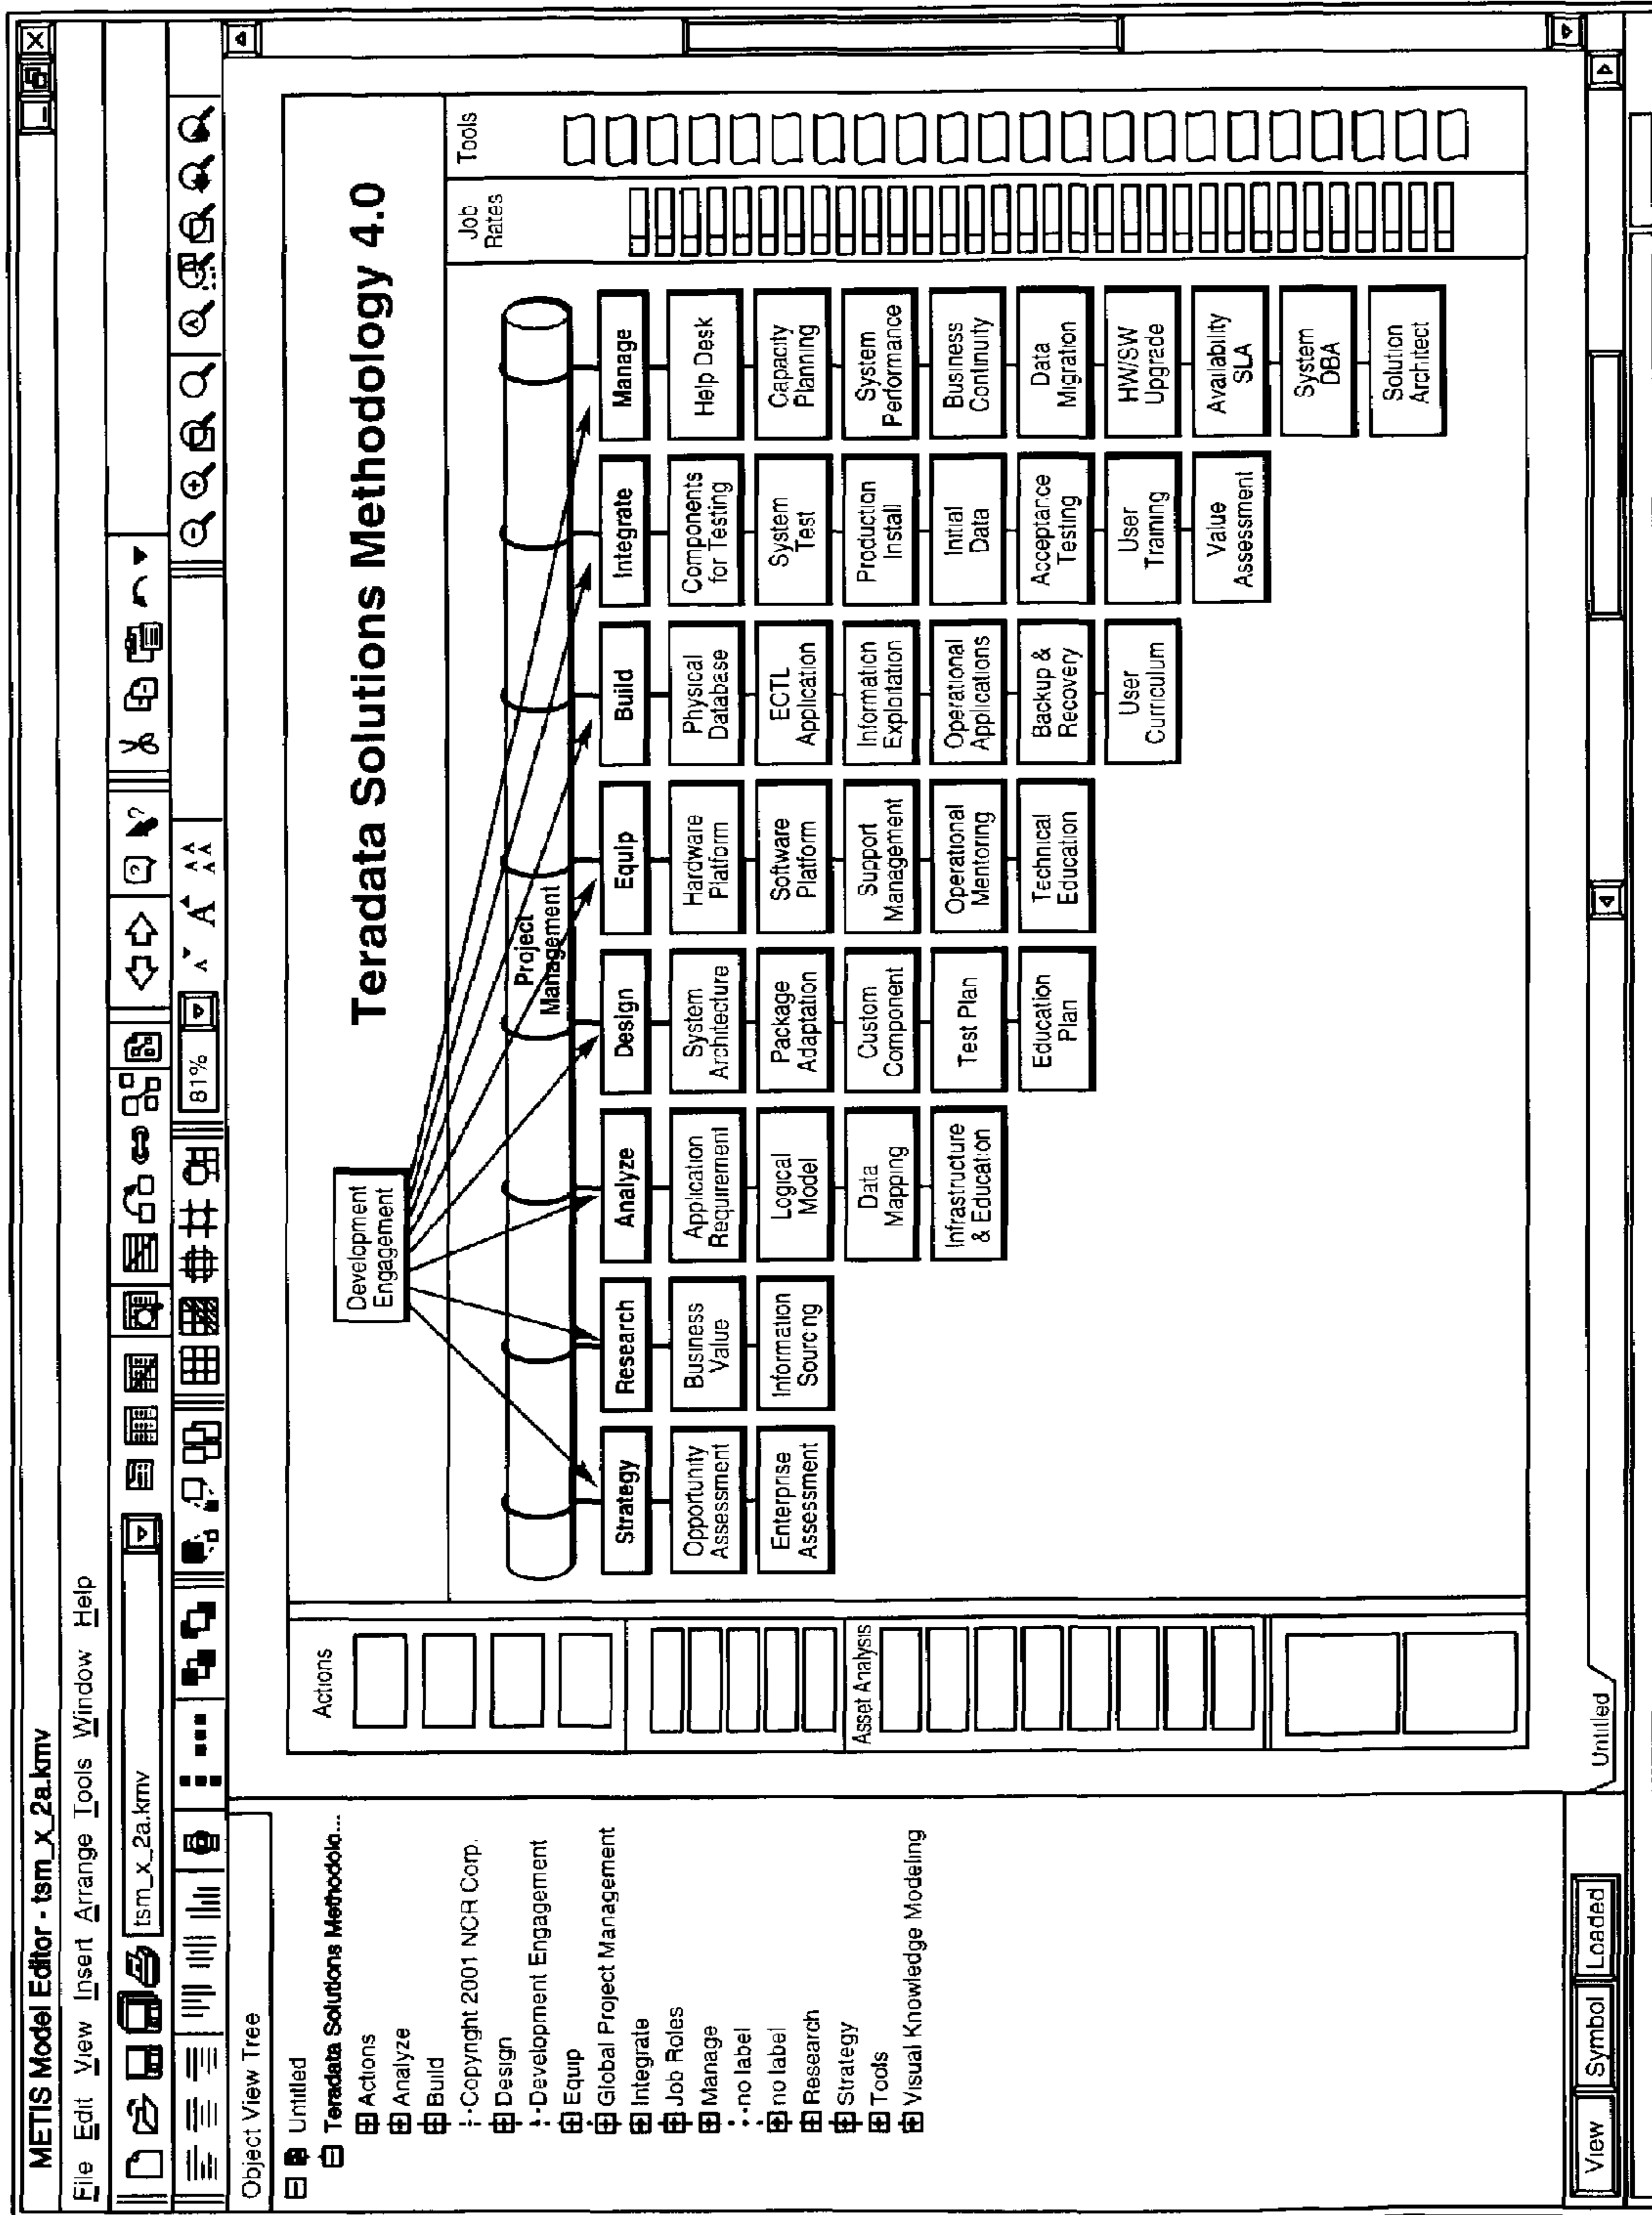 METIS Model Editor - tsm_x_2a.kmv
File Edit View Insert Arrange Tools Window Help
tsm_x_2a.kmv
81%
Object View Tree
Untitled
Teradata Solutions Methodolo...
Actions
Analyze
Build
Copyright 2001 NCR Corp.
Design
Development Engagement
Equip
Global Project Management
Integrate
Job Roles
Manage
no label
no label
Research
Strategy
Tools
Visual Knowledge Modeling
View Symbol Loaded
Actions
Asset Analysis
Untitled
Teradata Solutions Methodology 4.0
Development
Engagement
Project
Management
Strategy
Opportunity
Assessment
Enterprise
Assessment
Research
Business
Value
Information
Sourcing
Analyze
Application
Requirement
Logical
Model
Data
Mapping
Infrastructure
& Education
Design
System
Architecture
Package
Adaptation
Custom
Component
Test Plan
Education
Plan
Equip
Hardware
Platform
Software
Platform
Support
Management
Operational
Mentoring
Technical
Education
Build
Physical
Database
ECTL
Application
Information
Exploitation
Operational
Applications
Backup &
Recovery
User
Curriculum
Integrate
Components
for Testing
System
Test
Production
Install
Initial
Data
Acceptance
Testing
User
Training
Value
Assessment
Manage
Help Desk
Capacity
Planning
System
Performance
Business
Continuity
Data
Migration
HW/SW
Upgrade
Availability
SLA
System
DBA
Solution
Architect
Job
Rates
Tools